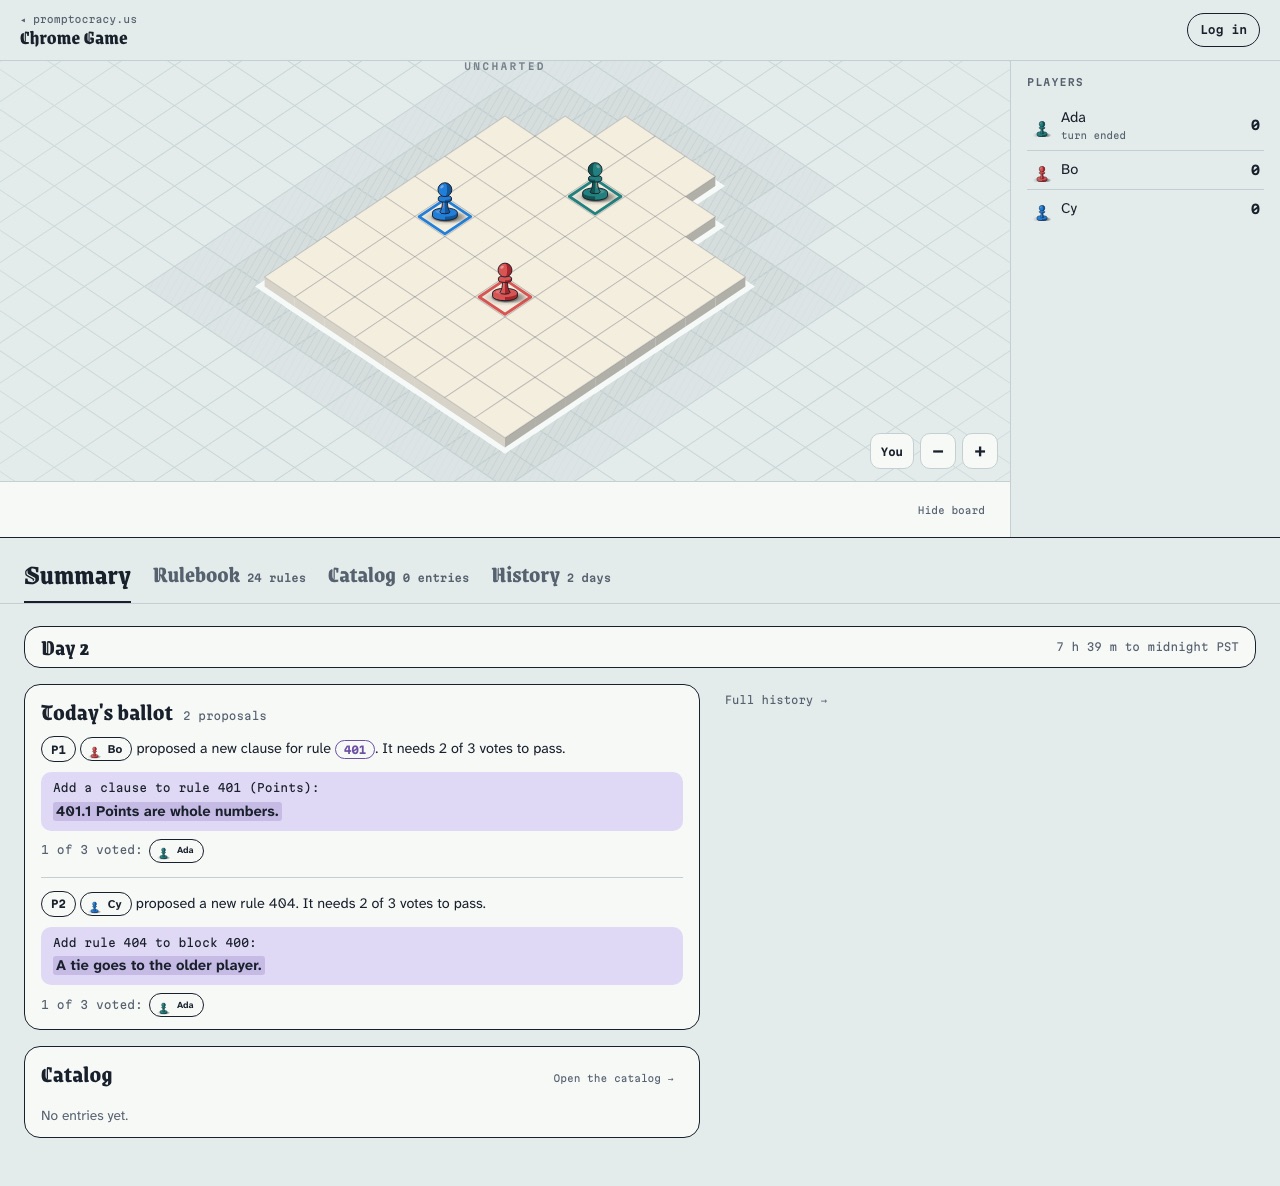 ◂ promptocracy.us
Chrome Game
Log in
UNCHARTED
PLAYERS
Ada 0
turn ended
Bo 0
Cy 0
You − +
Hide board
Summary Rulebook 24 rules Catalog 0 entries History 2 days
Day 2 7 h 39 m to midnight PST
Today's ballot 2 proposals
P1 Bo proposed a new clause for rule 401. It needs 2 of 3 votes to pass.
Add a clause to rule 401 (Points):
401.1 Points are whole numbers.
1 of 3 voted: Ada
P2 Cy proposed a new rule 404. It needs 2 of 3 votes to pass.
Add rule 404 to block 400:
A tie goes to the older player.
1 of 3 voted: Ada
Full history →
Catalog Open the catalog →
No entries yet.